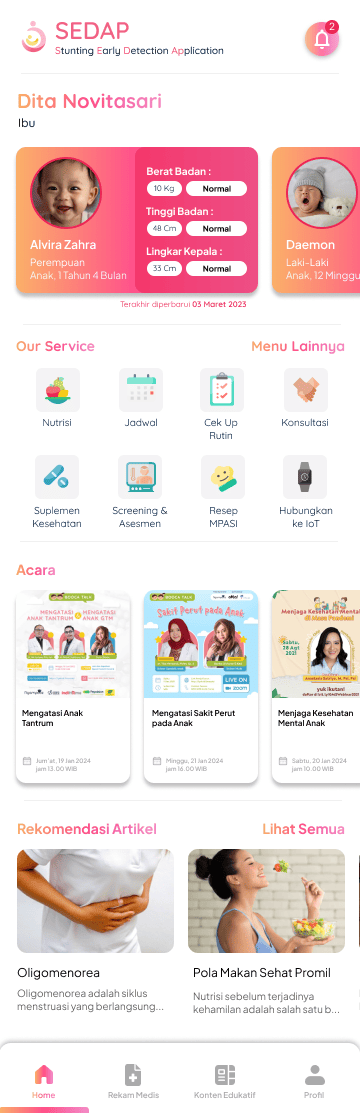 SEDAP
Stunting Early Detection Application
2
Dita Novitasari
Ibu
Alvira Zahra
Perempuan
Anak, 1 Tahun 4 Bulan
Berat Badan :
10 Kg Normal
Tinggi Badan :
48 Cm Normal
Lingkar Kepala :
33 Cm Normal
Daemon
Laki-Laki
Anak, 12 Minggu
Terakhir diperbarui 03 Maret 2023
Our Service
Menu Lainnya
Nutrisi
Jadwal
Cek Up
Rutin
Konsultasi
Suplemen
Kesehatan
Screening &
Asesmen
Resep
MPASI
Hubungkan
ke IoT
Acara
BOOCA TALK
MENGATASI MENGATASI
ANAK TANTRUM & ANAK GTM
Mengatasi Anak
Tantrum
Jum'at, 19 Jan 2024
jam 13.00 WIB
BOOCA TALK
Sakit Perut pada Anak
LIVE ON
zoom
Mengatasi Sakit Perut
pada Anak
Minggu, 21 Jan 2024
jam 16.00 WIB
Menjaga Kesehatan Mental
di Masa Pandemi
Sabtu,
28 Agt
2021
yuk ikutan!
Menjaga Kesehatan
Mental Anak
Sabtu, 20 Jan 2024
jam 10.00 WIB
Rekomendasi Artikel
Lihat Semua
Oligomenorea
Oligomenorea adalah siklus
menstruasi yang berlangsung...
Pola Makan Sehat Promil
Nutrisi sebelum terjadinya
kehamilan adalah salah satu b...
Home
Rekam Medis
Konten Edukatif
Profil